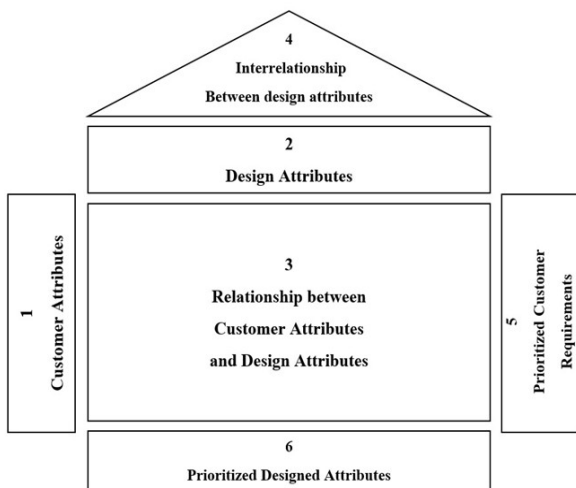 4
Interrelationship
Between design attributes
2
Design Attributes
1
Customer Attributes
3
Relationship between
Customer Attributes
and Design Attributes
5
Prioritized Customer
Requirements
6
Prioritized Designed Attributes